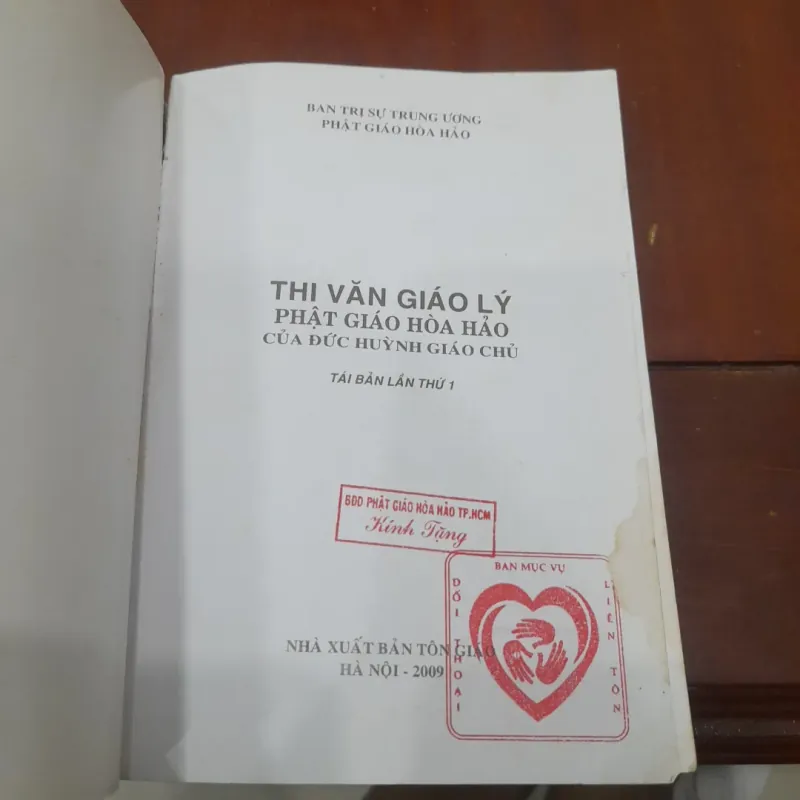 BAN TRỊ SỰ TRUNG ƯƠNG
PHẬT GIÁO HÒA HẢO
THI VĂN GIÁO LÝ
PHẬT GIÁO HÒA HẢO
CỦA ĐỨC HUỲNH GIÁO CHỦ
TÁI BẢN LẦN THỨ 1
BĐD PHẬT GIÁO HÒA HẢO TP.HCM
Kính Tặng
BAN MỤC VỤ
ĐỐI THOẠI
LIÊN TÔN
NHÀ XUẤT BẢN TÔN GIÁO
HÀ NỘI - 2009